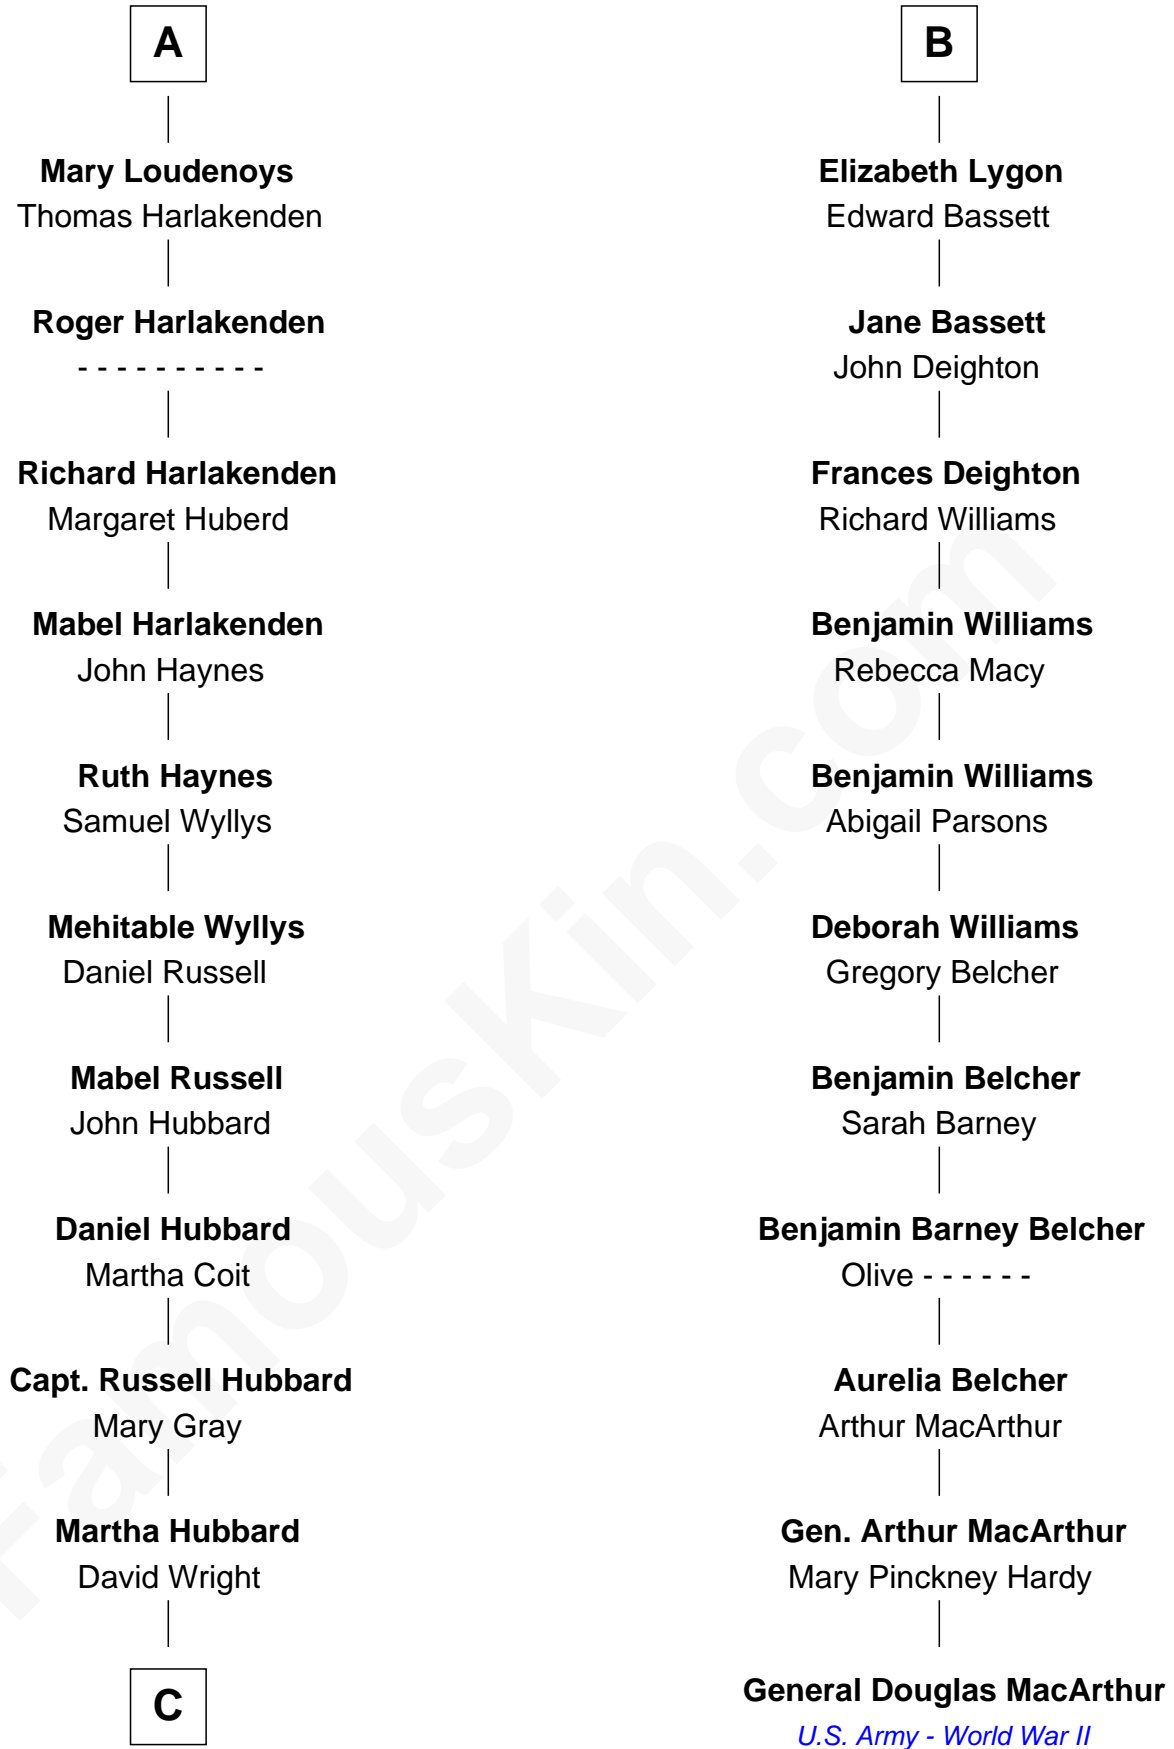 A
Mary Loudenoys
Thomas Harlakenden
Roger Harlakenden
- - - - - - - - - -
Richard Harlakenden
Margaret Huberd
Mabel Harlakenden
John Haynes
Ruth Haynes
Samuel Wyllys
Mehitable Wyllys
Daniel Russell
Mabel Russell
John Hubbard
Daniel Hubbard
Martha Coit
Capt. Russell Hubbard
Mary Gray
Martha Hubbard
David Wright
C
B
Elizabeth Lygon
Edward Bassett
Jane Bassett
John Deighton
Frances Deighton
Richard Williams
Benjamin Williams
Rebecca Macy
Benjamin Williams
Abigail Parsons
Deborah Williams
Gregory Belcher
Benjamin Belcher
Sarah Barney
Benjamin Barney Belcher
Olive - - - - - -
Aurelia Belcher
Arthur MacArthur
Gen. Arthur MacArthur
Mary Pinckney Hardy
General Douglas MacArthur
U.S. Army - World War II
FamousKin.com